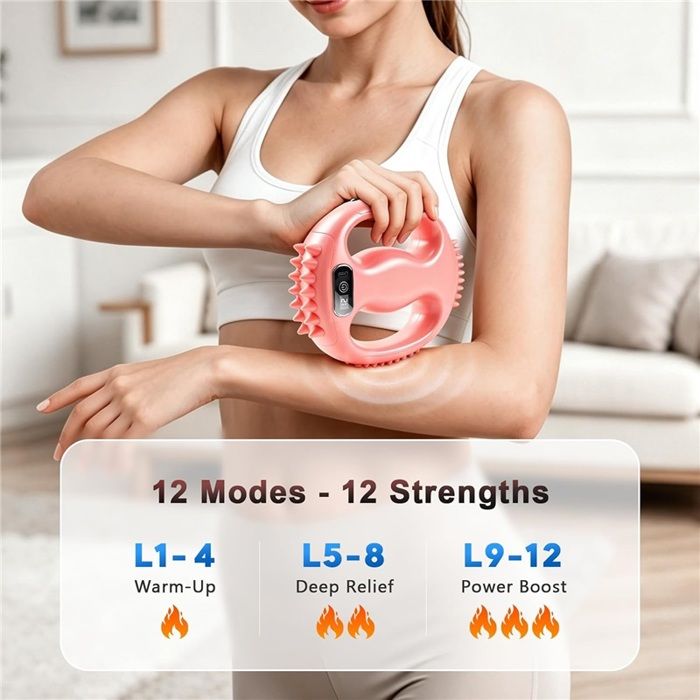 12 Modes - 12 Strengths
L1-4
Warm-Up
L5-8
Deep Relief
L9-12
Power Boost